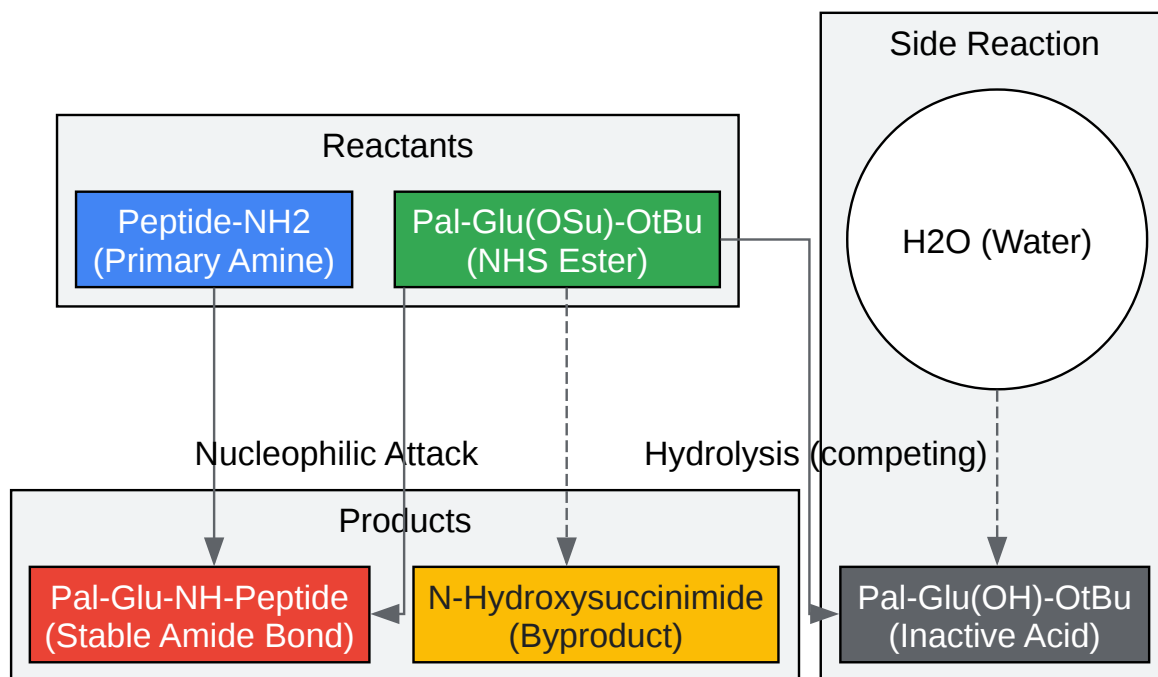 Side Reaction
Reactants
Peptide-NH2
(Primary Amine)
Pal-Glu(OSu)-OtBu
(NHS Ester)
H2O (Water)
Nucleophilic Attack
Hydrolysis (competing)
Products
Pal-Glu-NH-Peptide
(Stable Amide Bond)
N-Hydroxysuccinimide
(Byproduct)
Pal-Glu(OH)-OtBu
(Inactive Acid)